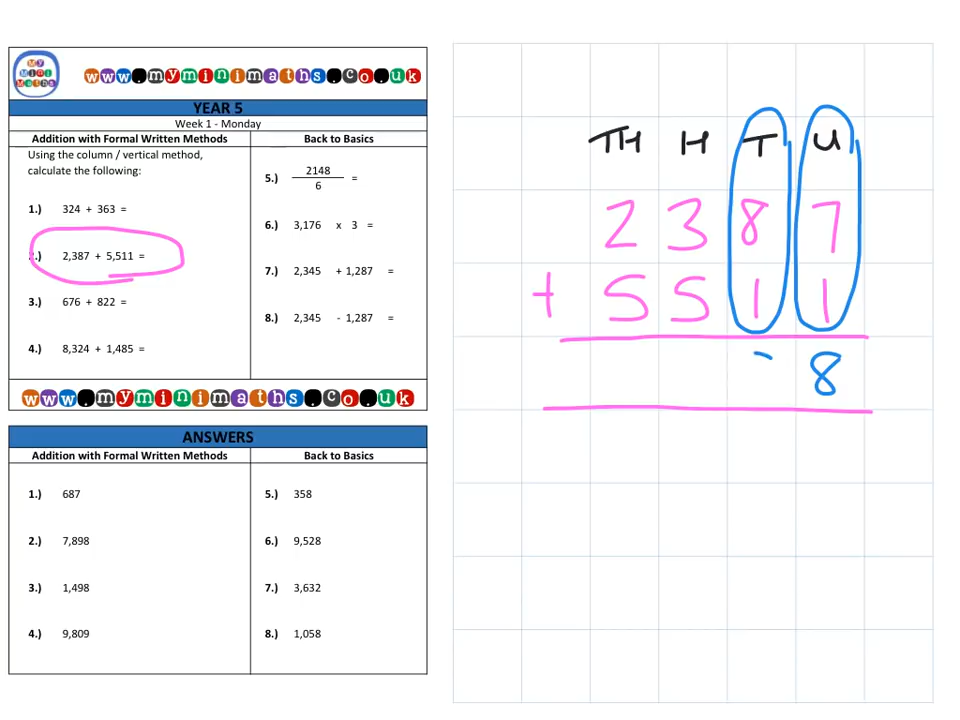 My
Mini
Maths
www.myminimaths.co.uk
YEAR 5
Week 1 - Monday
Addition with Formal Written Methods
Back to Basics
Using the column / vertical method,
calculate the following:
1.) 324 + 363 =
2.) 2,387 + 5,511 =
3.) 676 + 822 =
4.) 8,324 + 1,485 =
5.) 2148
6 =
6.) 3,176 x 3 =
7.) 2,345 + 1,287 =
8.) 2,345 - 1,287 =
www.myminimaths.co.uk
ANSWERS
Addition with Formal Written Methods
Back to Basics
1.) 687
2.) 7,898
3.) 1,498
4.) 9,809
5.) 358
6.) 9,528
7.) 3,632
8.) 1,058
TH H T U
2 3 8 7
+ 5 5 1 1
8